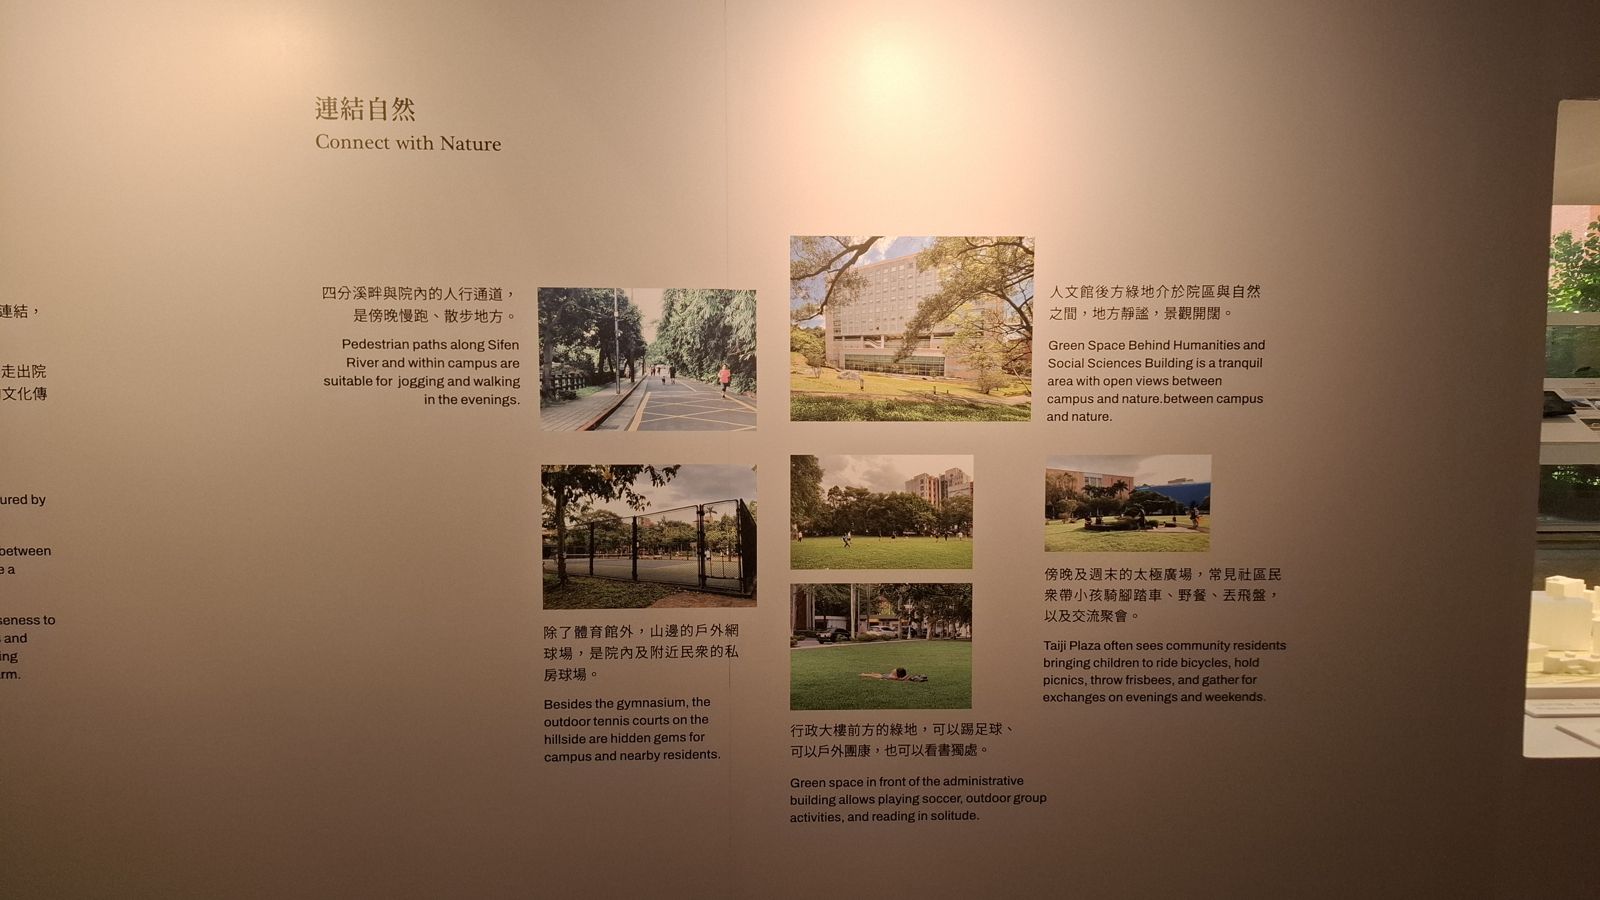 連結自然
Connect with Nature
連結，
走出院
文化傳
ured by
between
e a
seness to
s and
ing
arm.
四分溪畔與院內的人行通道，
是傍晚慢跑、散步地方。
Pedestrian paths along Sifen
River and within campus are
suitable for jogging and walking
in the evenings.
人文館後方綠地介於院區與自然
之間，地方靜謐，景觀開闊。
Green Space Behind Humanities and
Social Sciences Building is a tranquil
area with open views between
campus and nature.between campus
and nature.
除了體育館外，山邊的戶外網
球場，是院內及附近民眾的私
房球場。
Besides the gymnasium, the
outdoor tennis courts on the
hillside are hidden gems for
campus and nearby residents.
行政大樓前方的綠地，可以踢足球、
可以戶外團康，也可以看書獨處。
Green space in front of the administrative
building allows playing soccer, outdoor group
activities, and reading in solitude.
傍晚及週末的太極廣場，常見社區民
眾帶小孩騎腳踏車、野餐、丟飛盤，
以及交流聚會。
Taiji Plaza often sees community residents
bringing children to ride bicycles, hold
picnics, throw frisbees, and gather for
exchanges on evenings and weekends.